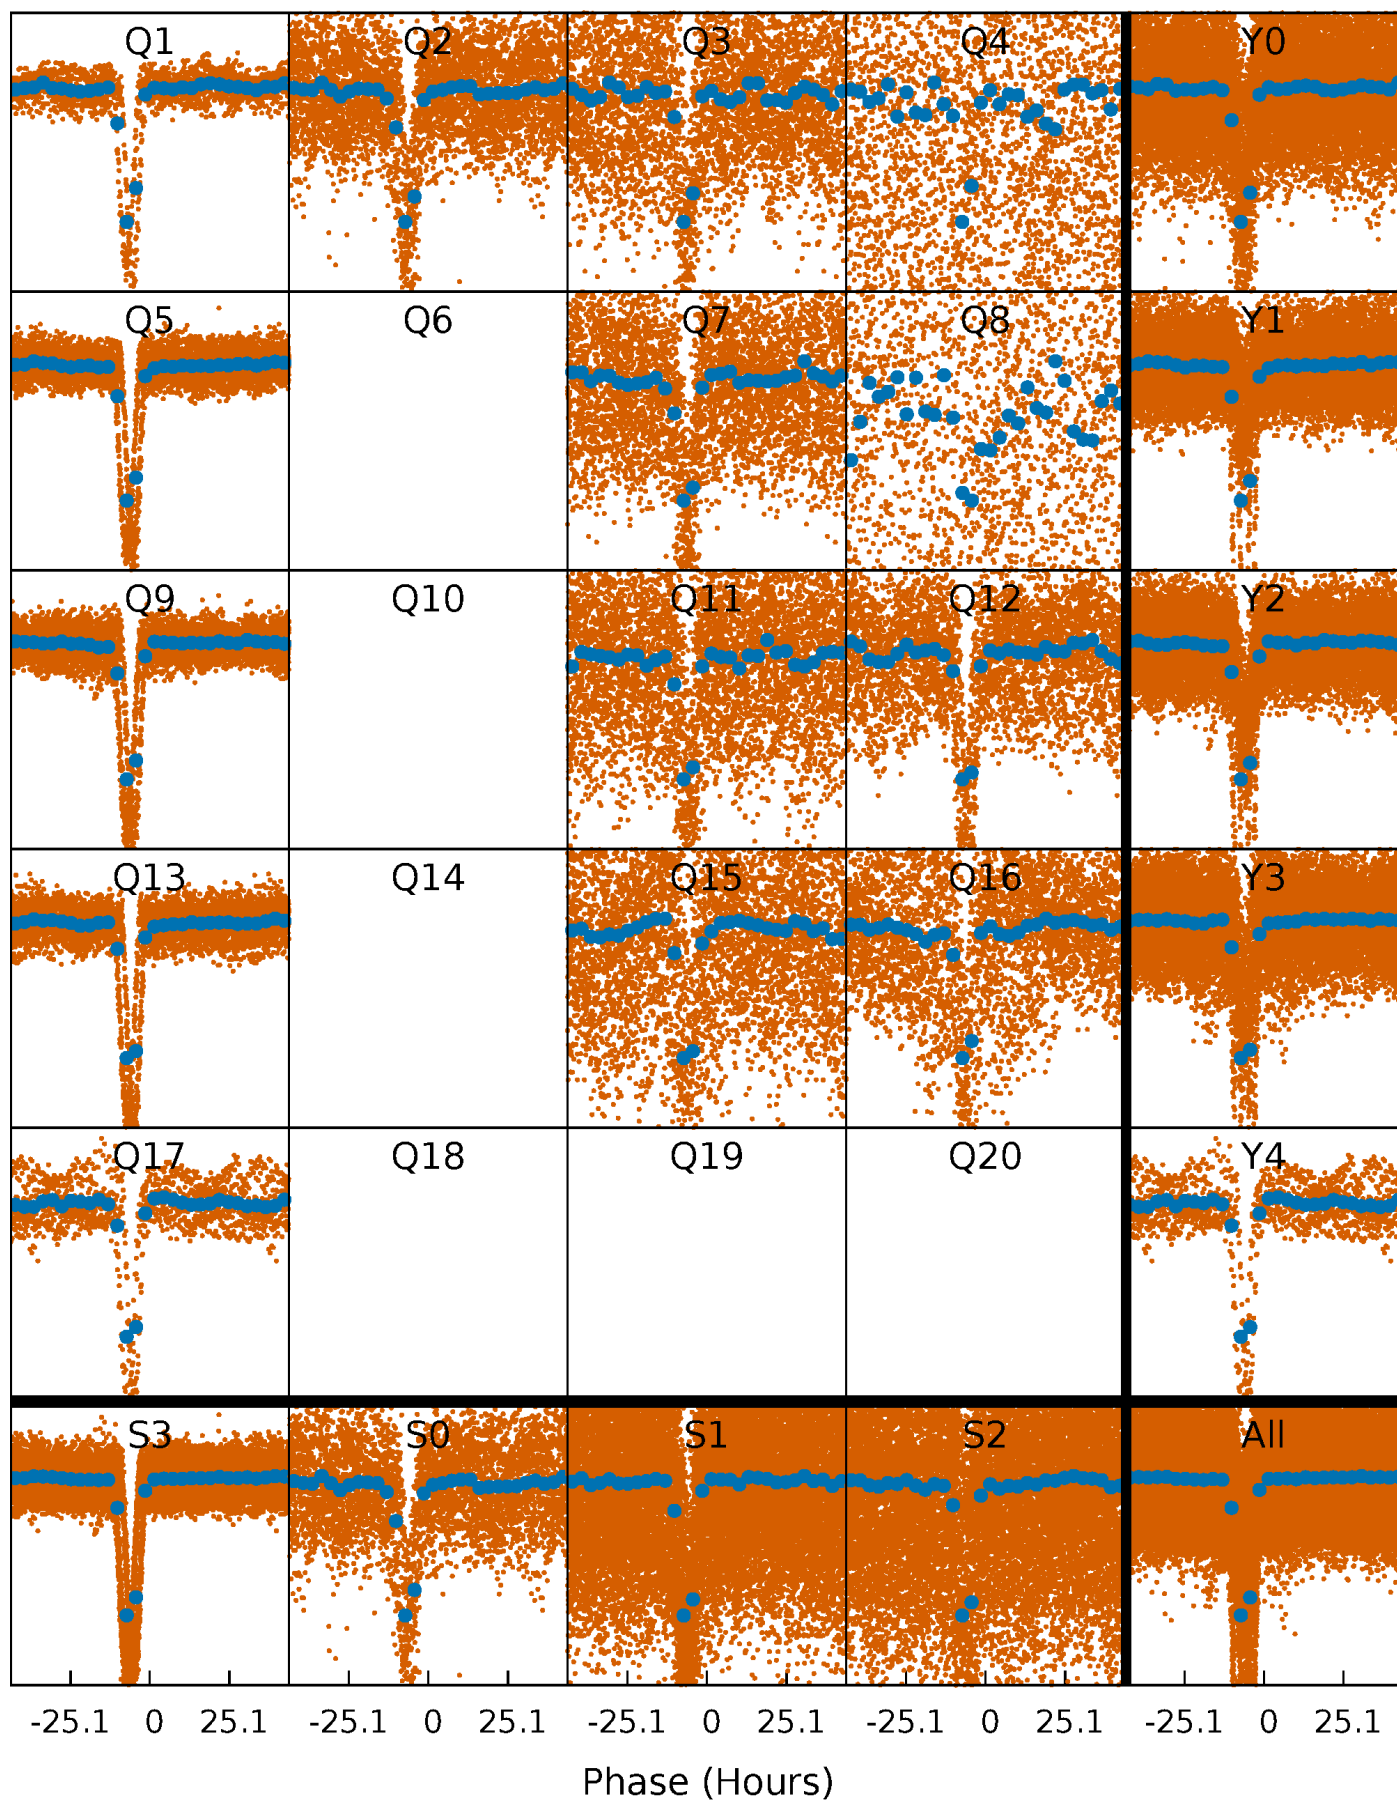 Q1 Q2 Q3 Q4 Y0
Q5 Q6 Q7 Q8 Y1
Q9 Q10 Q11 Q12 Y2
Q13 Q14 Q15 Q16 Y3
Q17 Q18 Q19 Q20 Y4
S3 S0 S1 S2 All
-25.1 0 25.1 -25.1 0 25.1 -25.1 0 25.1 -25.1 0 25.1 -25.1 0 25.1
Phase (Hours)